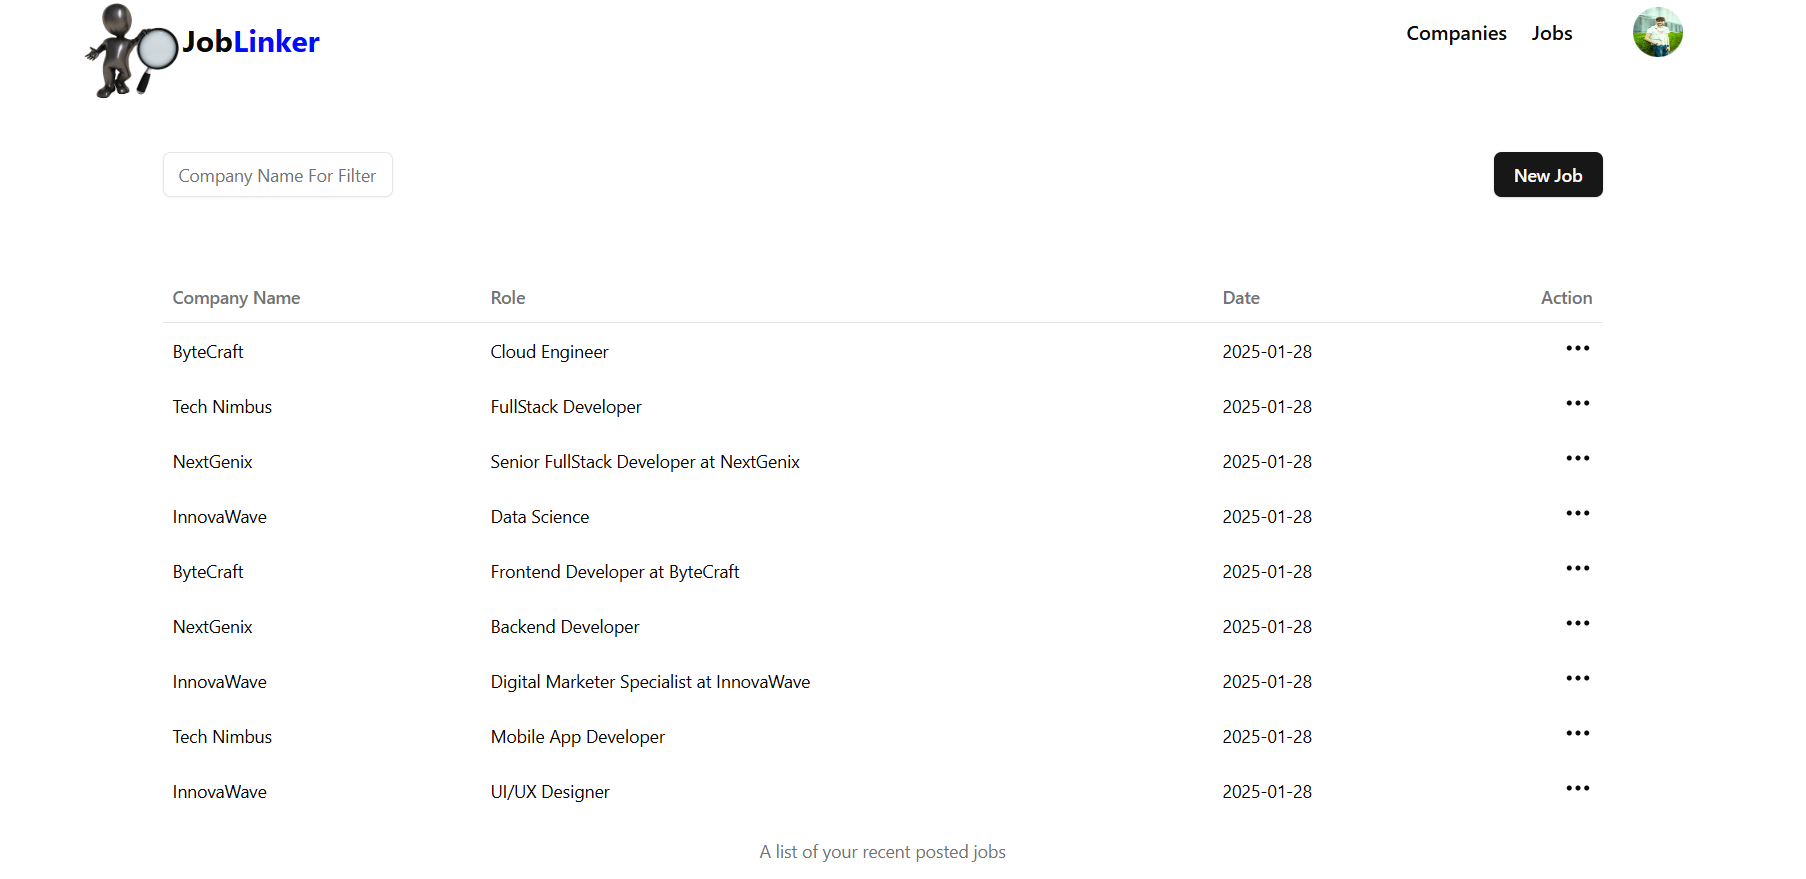 JobLinker Companies Jobs
Company Name For Filter New Job
Company Name Role Date Action
ByteCraft Cloud Engineer 2025-01-28
Tech Nimbus FullStack Developer 2025-01-28
NextGenix Senior FullStack Developer at NextGenix 2025-01-28
InnovaWave Data Science 2025-01-28
ByteCraft Frontend Developer at ByteCraft 2025-01-28
NextGenix Backend Developer 2025-01-28
InnovaWave Digital Marketer Specialist at InnovaWave 2025-01-28
Tech Nimbus Mobile App Developer 2025-01-28
InnovaWave UI/UX Designer 2025-01-28
A list of your recent posted jobs